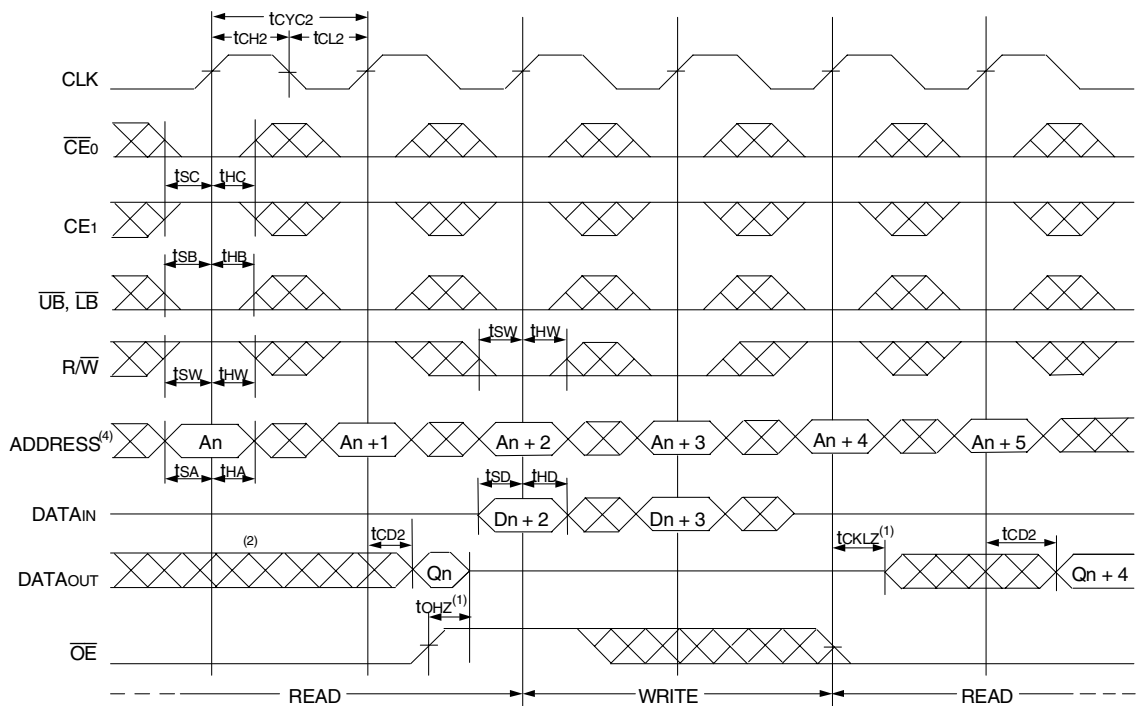 tCYC2
tCH2 tCL2
CLK
CE0
tSC tHC
CE1
tSB tHB
UB, LB
tSW tHW
R/W
tSW tHW
ADDRESS(4) An An + 1 An + 2 An + 3 An + 4 An + 5
tSA tHA tSD tHD
DATAIN Dn + 2 Dn + 3
tCD2 tCKLZ(1) tCD2
(2)
DATAOUT Qn Qn + 4
tOHZ(1)
OE
READ WRITE READ